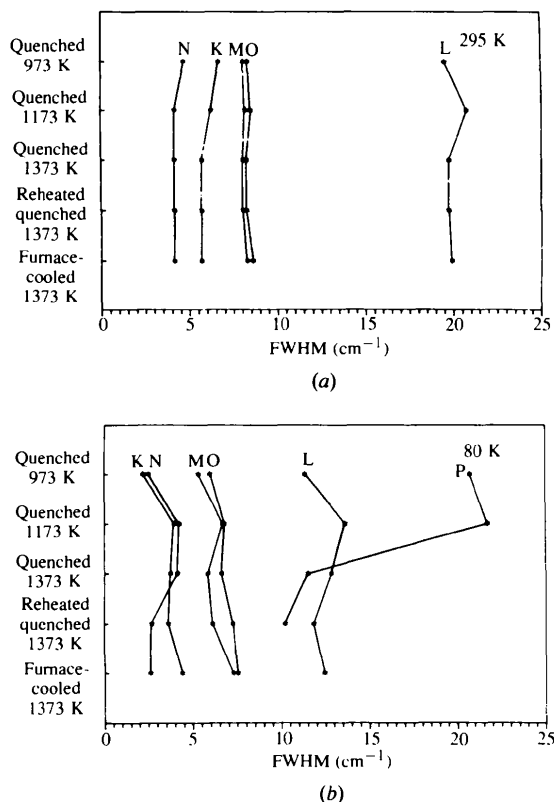 N K M O L 295 K
Quenched
973 K
Quenched
1173 K
Quenched
1373 K
Reheated
quenched
1373 K
Furnace-
cooled
1373 K
0 5 10 15 20 25
FWHM (cm⁻¹)
(a)
K N M O L P 80 K
Quenched
973 K
Quenched
1173 K
Quenched
1373 K
Reheated
quenched
1373 K
Furnace-
cooled
1373 K
0 5 10 15 20 25
FWHM (cm⁻¹)
(b)